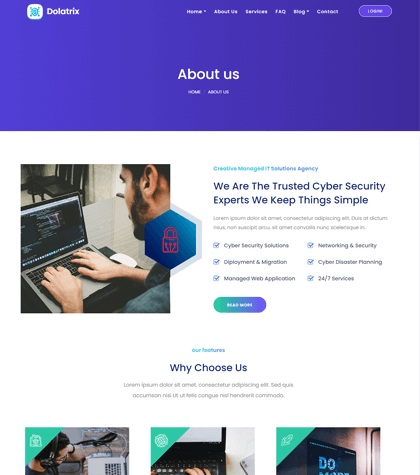 Dolatrix
Home About Us Services FAQ Blog Contact
LOGIN
About us
HOME ABOUT US
Creative Managed IT Solutions Agency
We Are The Trusted Cyber Security
Experts We Keep Things Simple
Lorem ipsum dolor sit amet, consectetur adipiscing elit. Duis at dictum
risus, non suscipit arcu. sit amet conval invallis nunc scelerisque in.
Cyber Security Solutions Networking & Security
Diployment & Migration Cyber Disaster Planning
Managed Web Application 24/7 Services
READ MORE
our features
Why Choose Us
Lorem ipsum dolor sit amet, consectetur adipiscing elit. Sed quis
accumsan nisi Ut ut felis congue nisl hendrerit commodo.
DO
MORE